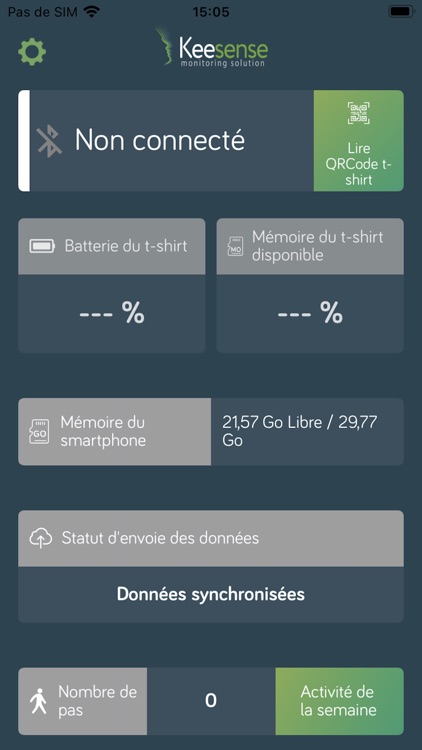 Pas de SIM 15:05
Keesense
monitoring solution
Non connecté
Lire
QRCode t-
shirt
Batterie du t-shirt
--- %
MO
Mémoire du t-shirt
disponible
--- %
GO
Mémoire du
smartphone
21,57 Go Libre / 29,77
Go
Statut d'envoie des données
Données synchronisées
Nombre de
pas
0
Activité de
la semaine